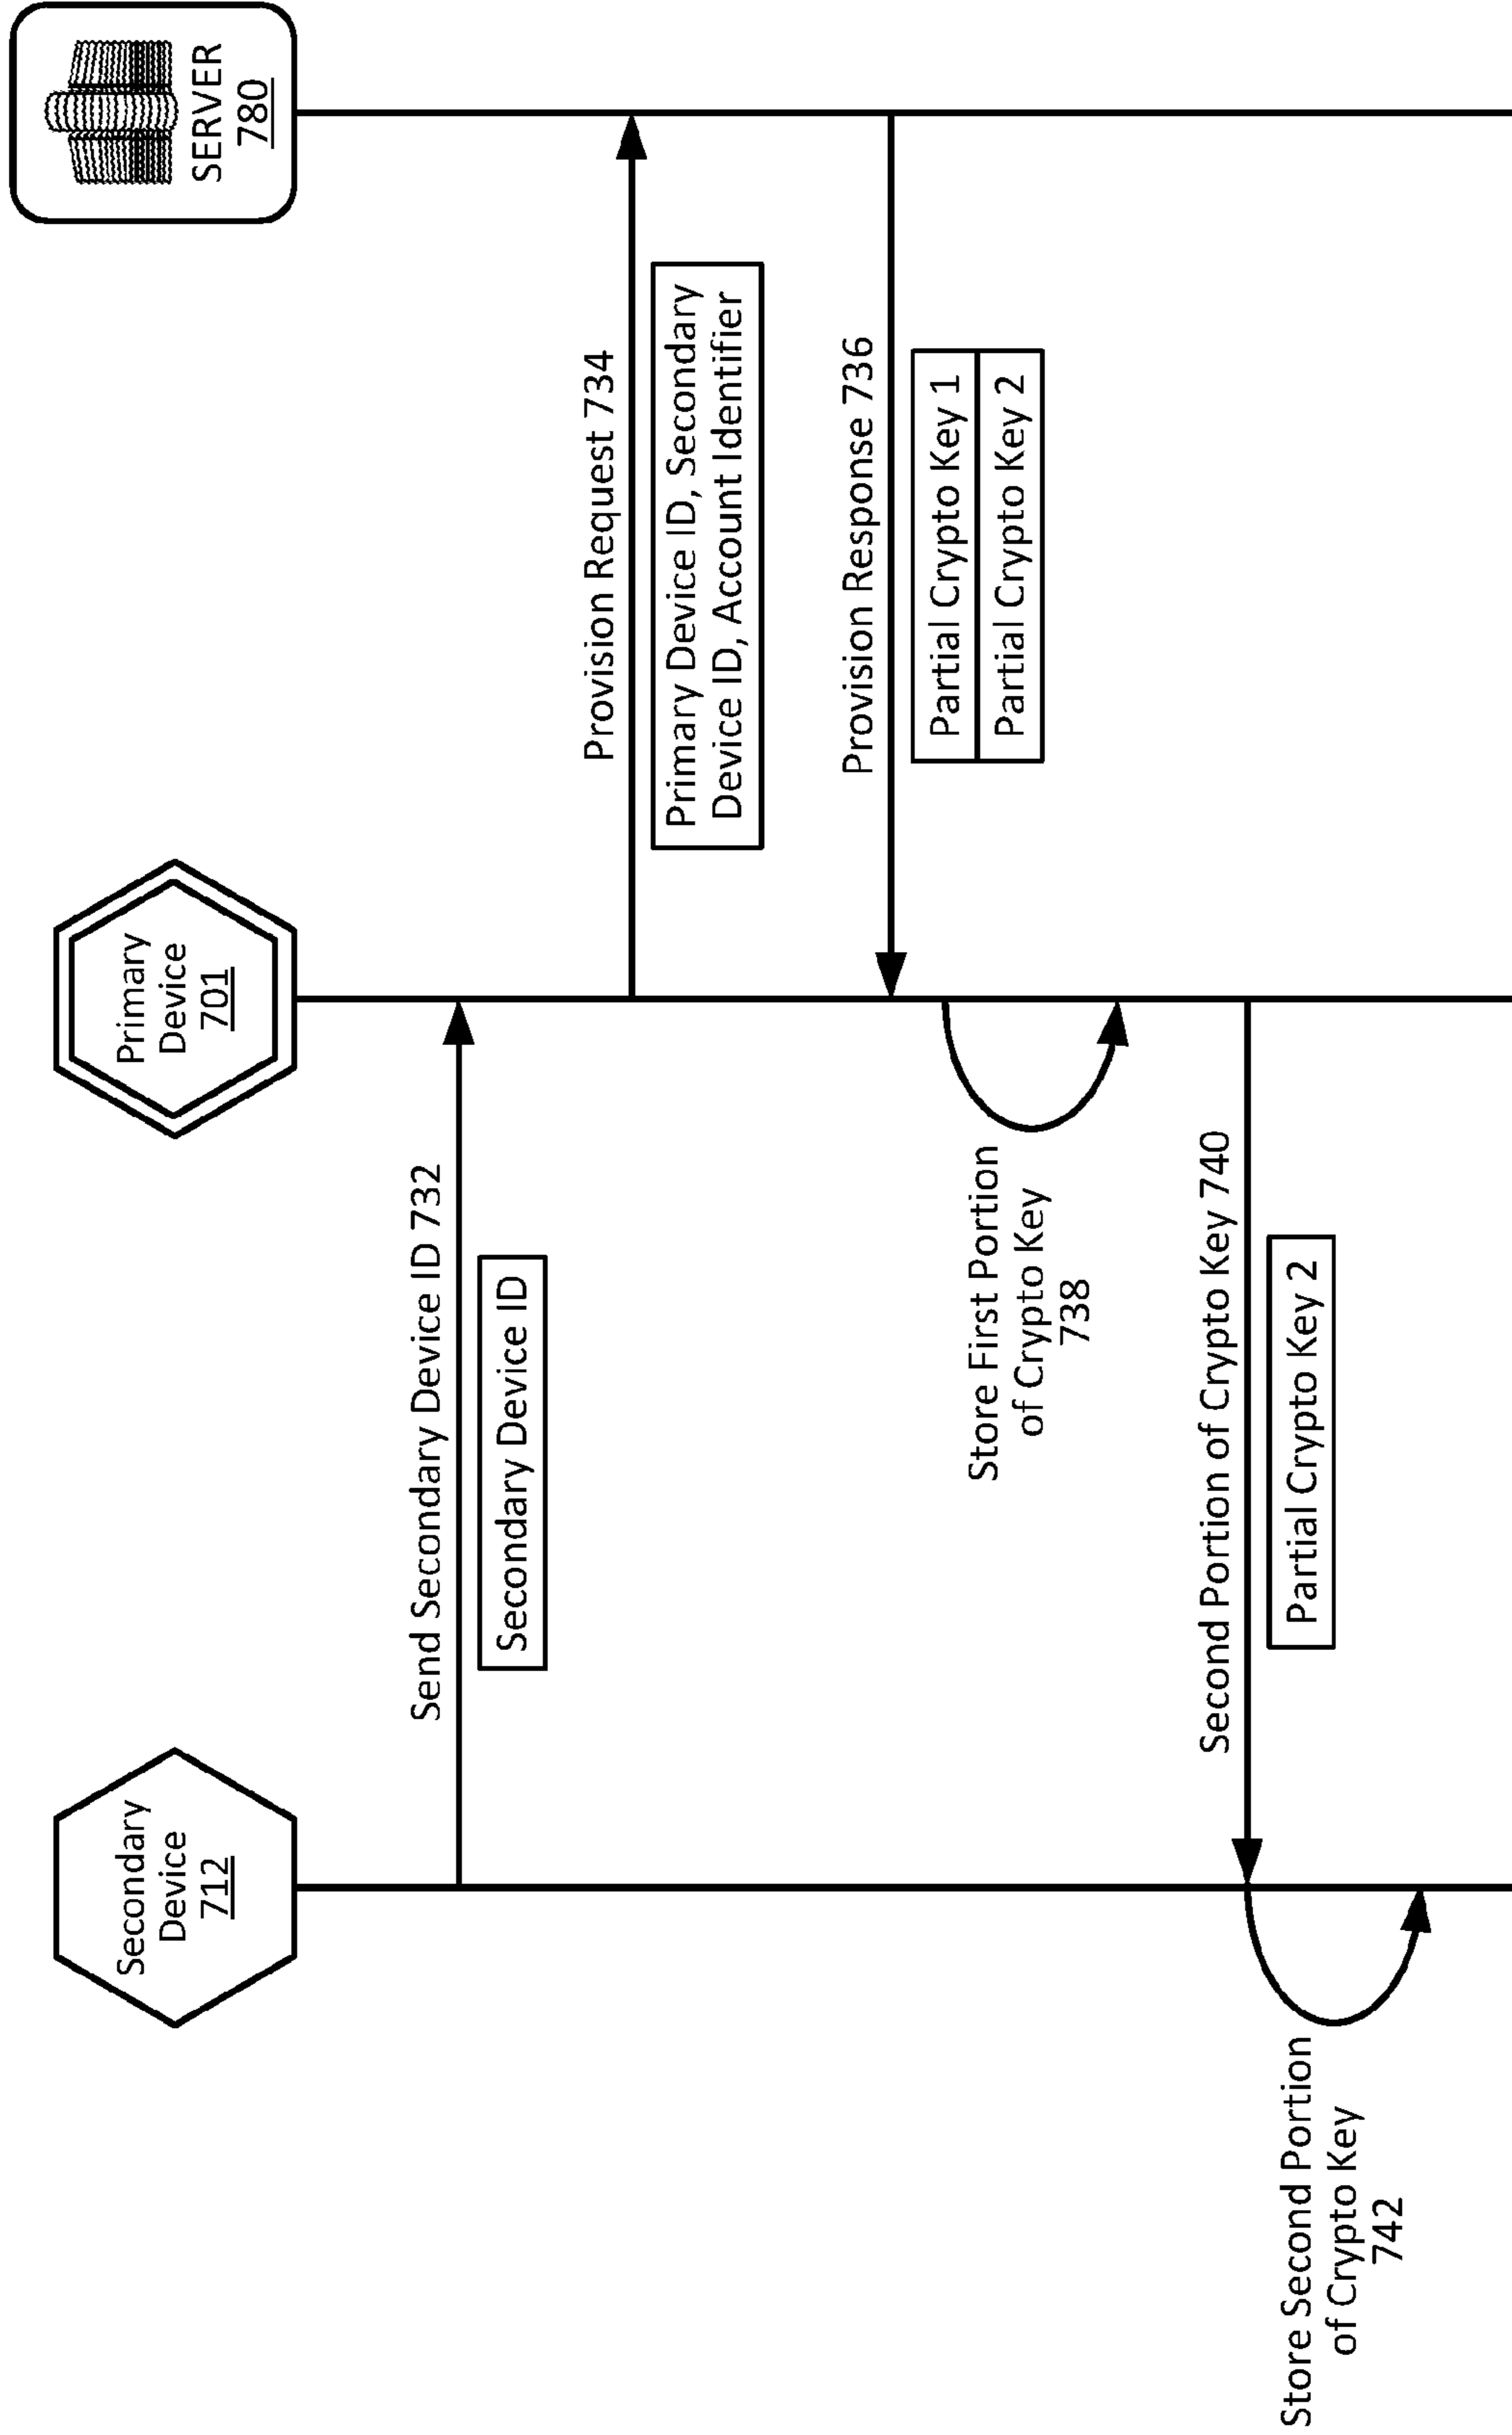 Secondary
Device
712
Primary
Device
701
SERVER
780
Send Secondary Device ID 732
Secondary Device ID
Provision Request 734
Primary Device ID, Secondary
Device ID, Account Identifier
Provision Response 736
Partial Crypto Key 1
Partial Crypto Key 2
Store First Portion
of Crypto Key
738
Second Portion of Crypto Key 740
Partial Crypto Key 2
Store Second Portion
of Crypto Key
742